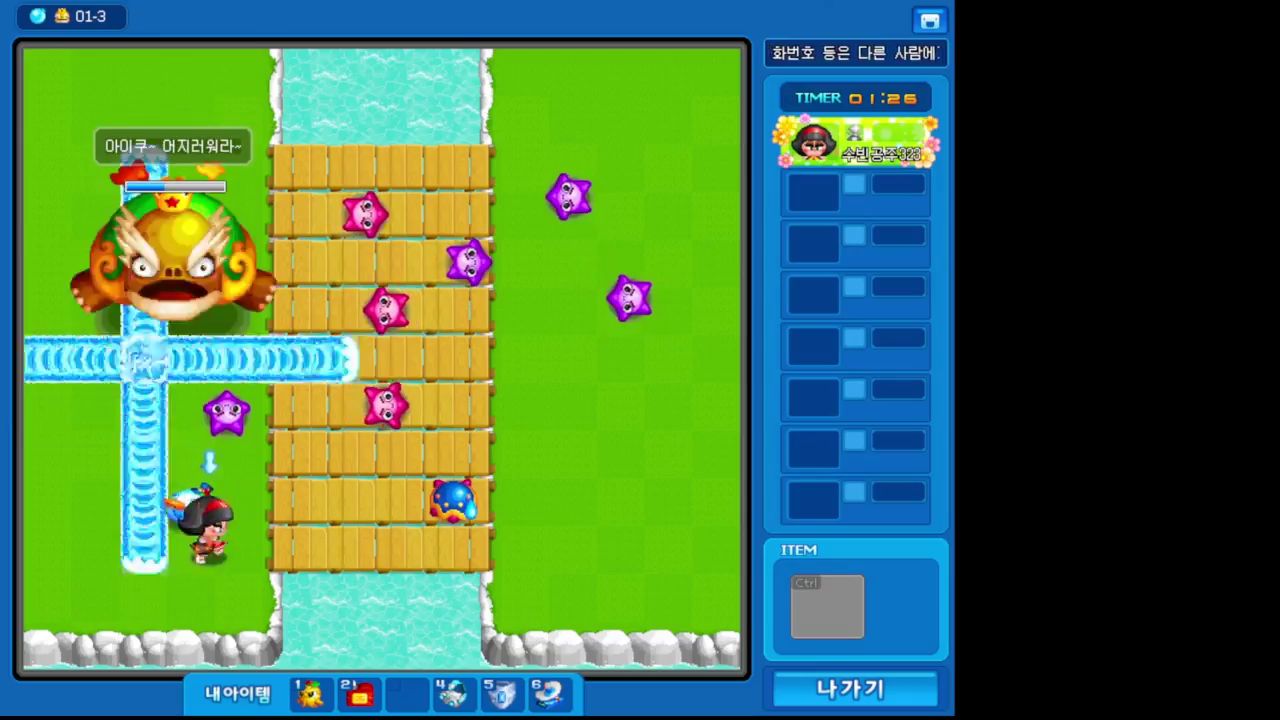 01-3
화번호 등은 다른 사람에:
TIMER 01:26
수빈공주323
아이쿠~ 어지러워라~
ITEM
Ctrl
내아이템
1
2
4
5
6
나가기